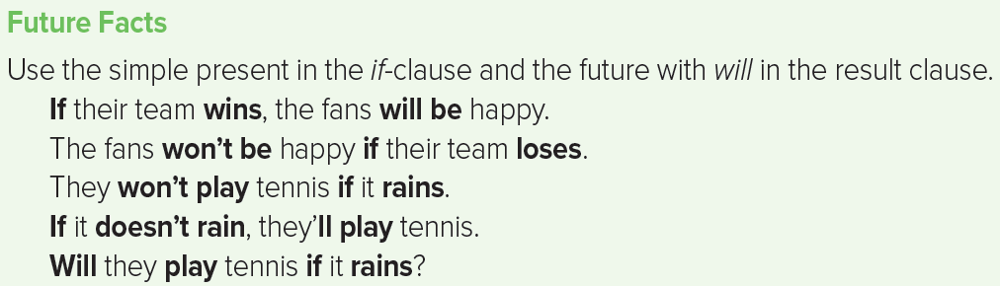 Future Facts
Use the simple present in the if-clause and the future with will in the result clause.
If their team wins, the fans will be happy.
The fans won’t be happy if their team loses.
They won’t play tennis if it rains.
If it doesn’t rain, they’ll play tennis.
Will they play tennis if it rains?